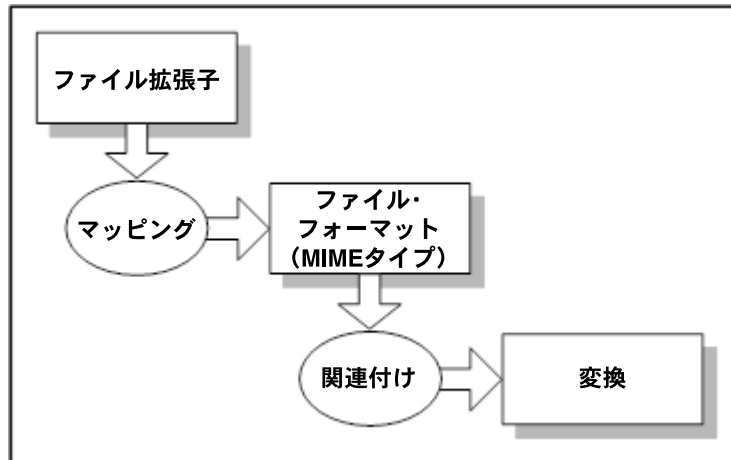 ファイル拡張子
マッピング
ファイル・
フォーマット
（MIMEタイプ）
関連付け
変換